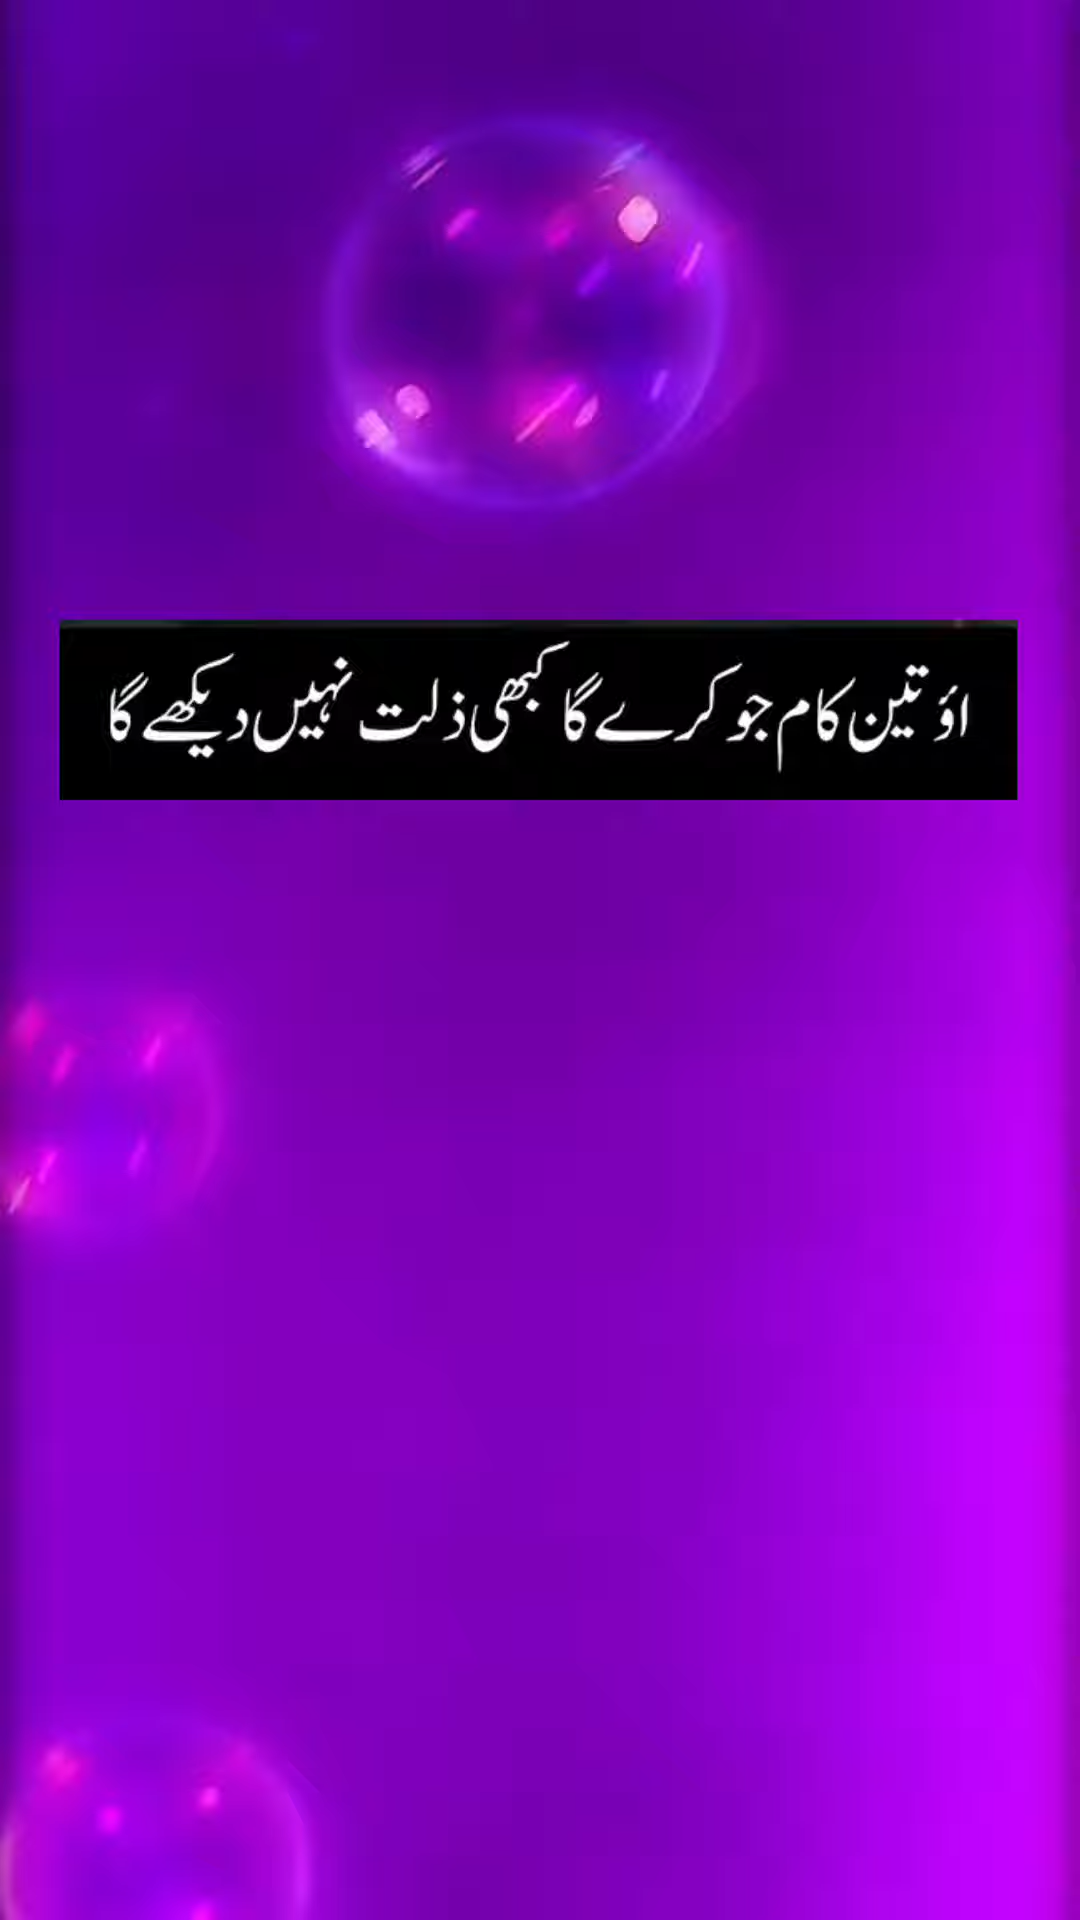 اؤ تین کام جو کرے گا کبھی ذلت نہیں دیکھے گا